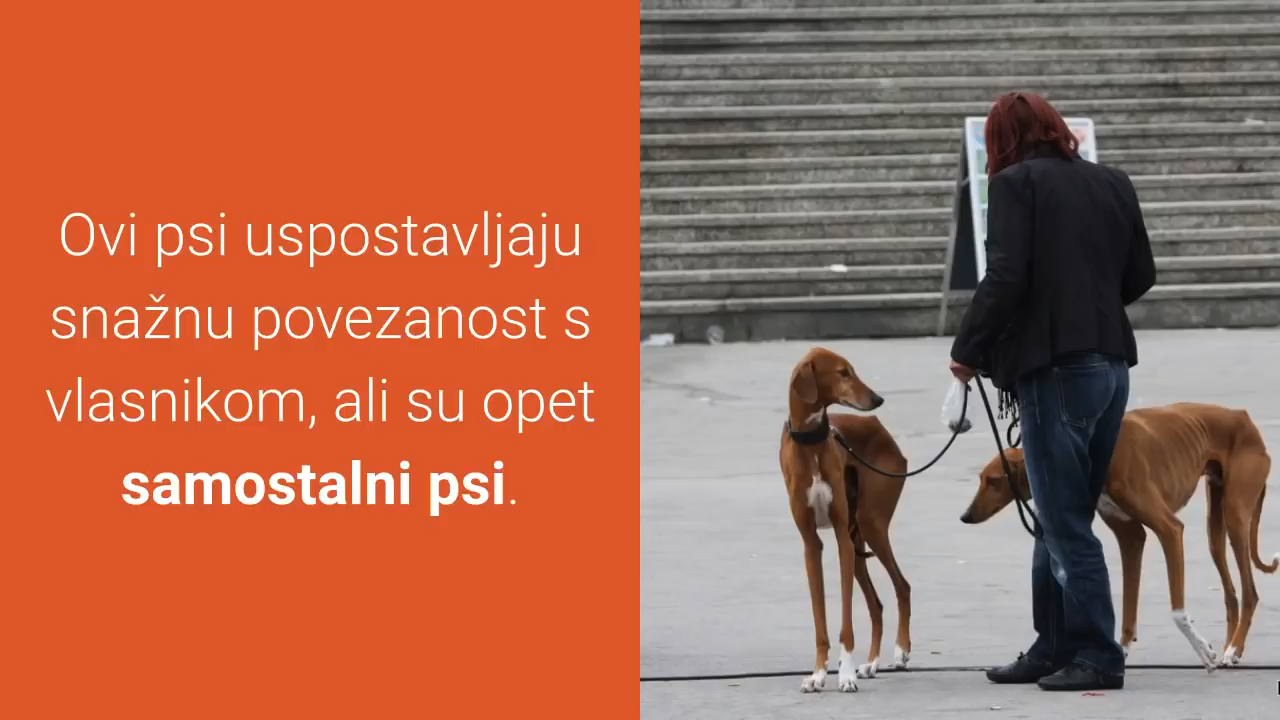 Ovi psi uspostavljaju
snažnu povezanost s
vlasnikom, ali su opet
samostalni psi.